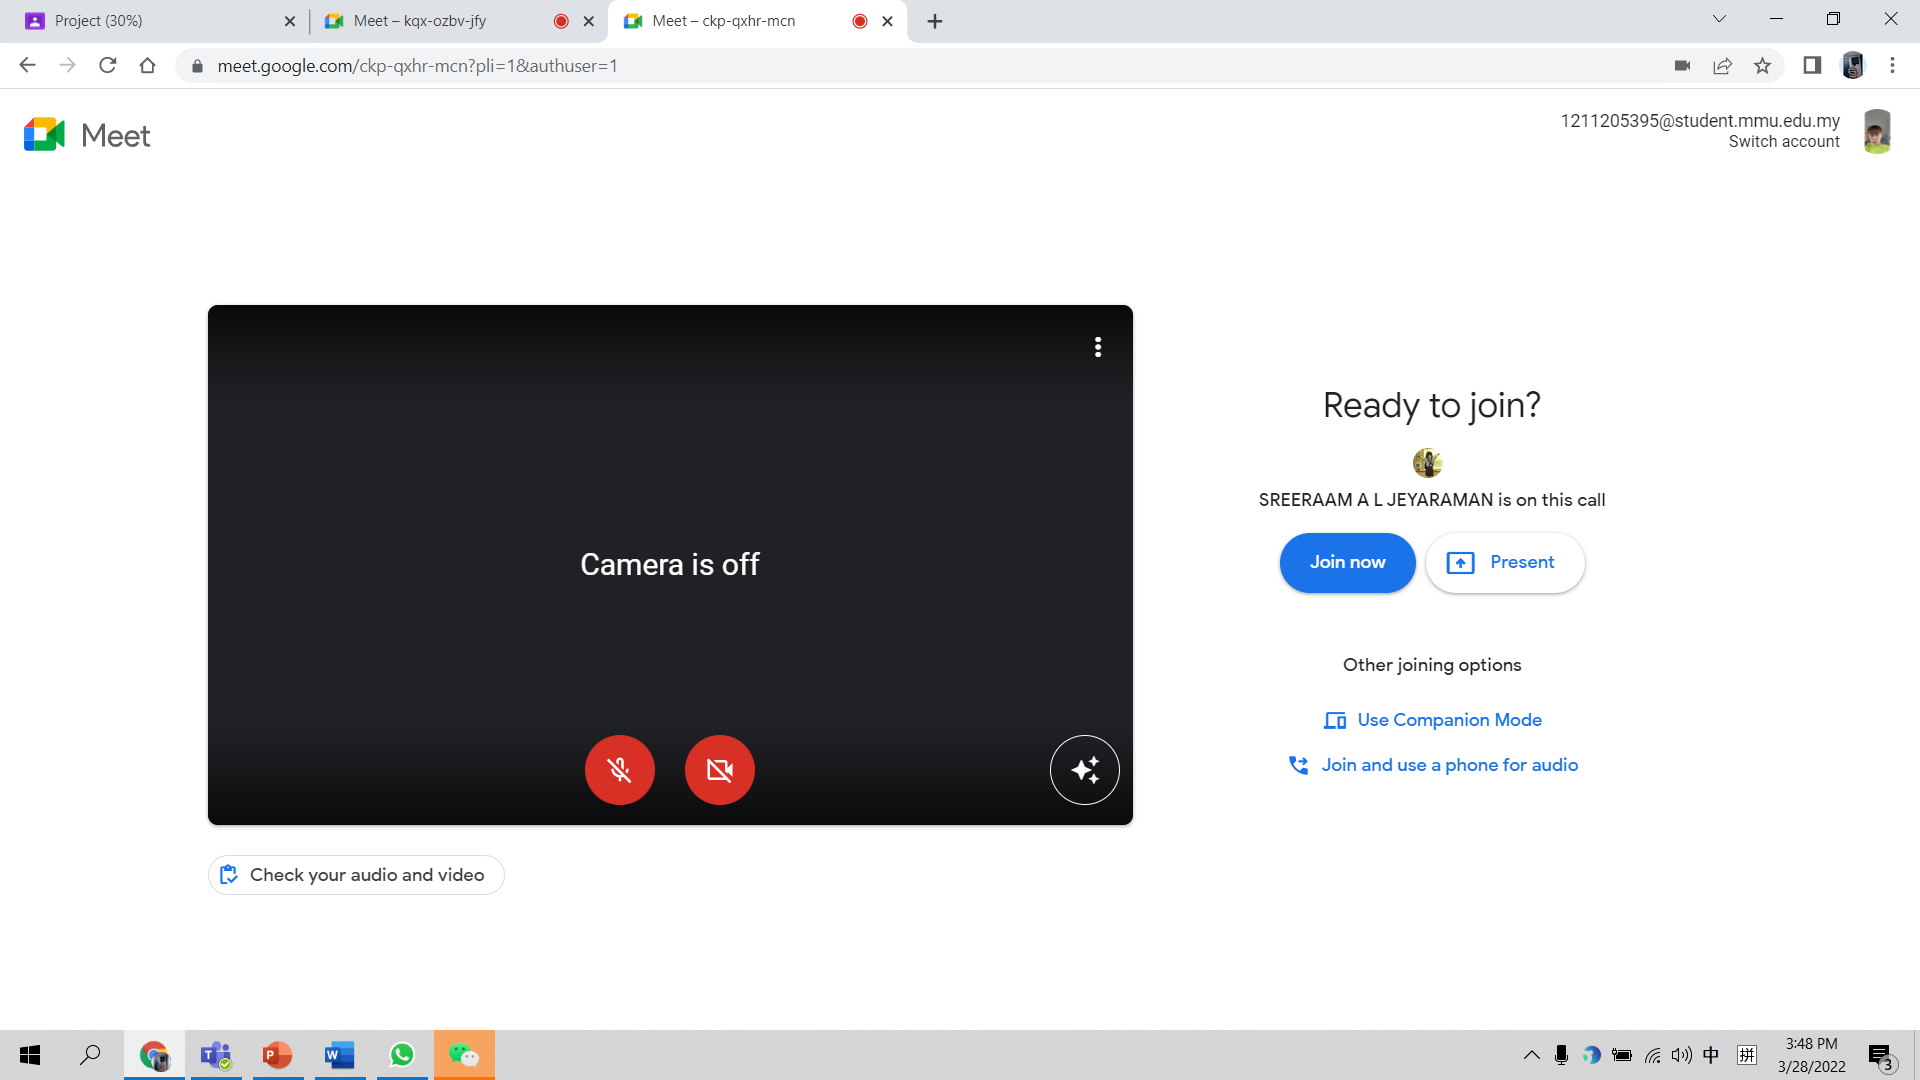 Project (30%)
Meet – kqx-ozbv-jfy
Meet – ckp-qxhr-mcn
meet.google.com/ckp-qxhr-mcn?pli=1&authuser=1
Meet
1211205395@student.mmu.edu.my
Switch account
Camera is off
Ready to join?
SREERAAM A L JEYARAMAN is on this call
Join now
Present
Other joining options
Use Companion Mode
Join and use a phone for audio
Check your audio and video
T
P
W
中
拼
3:48 PM
3/28/2022
3